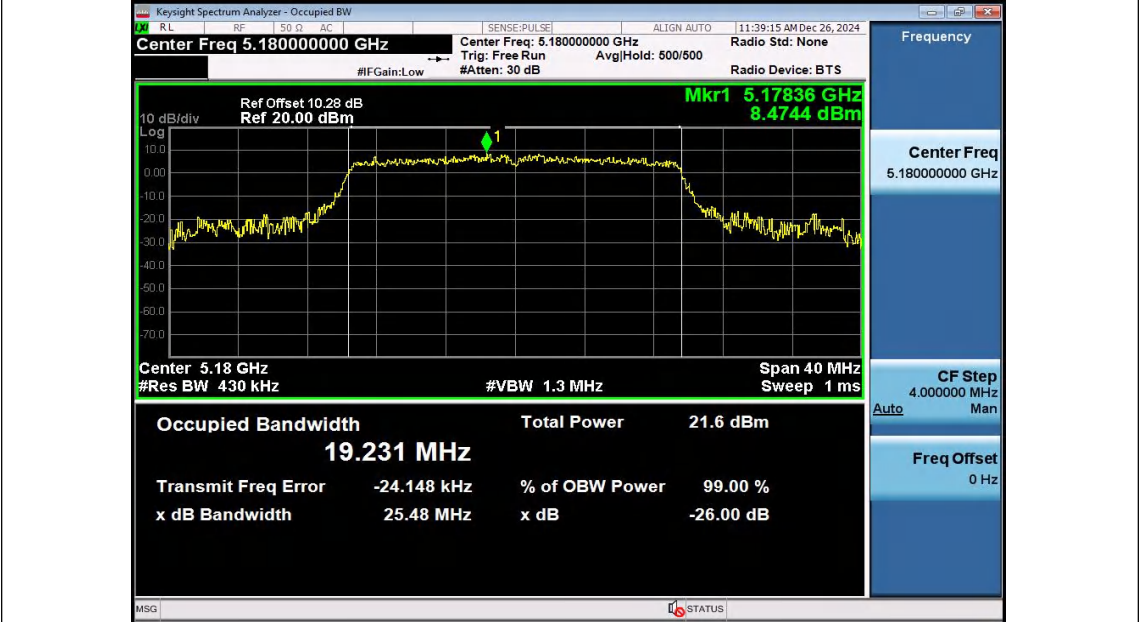 Keysight Spectrum Analyzer - Occupied BW
LXI RL RF 50 Ω AC SENSE:PULSE ALIGN AUTO 11:39:15 AM Dec 26, 2024
Center Freq 5.180000000 GHz
Center Freq: 5.180000000 GHz Radio Std: None
Trig: Free Run Avg|Hold: 500/500
#IFGain:Low #Atten: 30 dB Radio Device: BTS
Mkr1 5.17836 GHz
8.4744 dBm
Ref Offset 10.28 dB
10 dB/div Ref 20.00 dBm
Log
1
10.0
0.00
-10.0
-20.0
-30.0
-40.0
-50.0
-60.0
-70.0
Center 5.18 GHz Span 40 MHz
#Res BW 430 kHz #VBW 1.3 MHz Sweep 1 ms
Occupied Bandwidth Total Power 21.6 dBm
19.231 MHz
Transmit Freq Error -24.148 kHz % of OBW Power 99.00 %
x dB Bandwidth 25.48 MHz x dB -26.00 dB
MSG STATUS
Frequency
Center Freq
5.180000000 GHz
CF Step
4.000000 MHz
Auto Man
Freq Offset
0 Hz